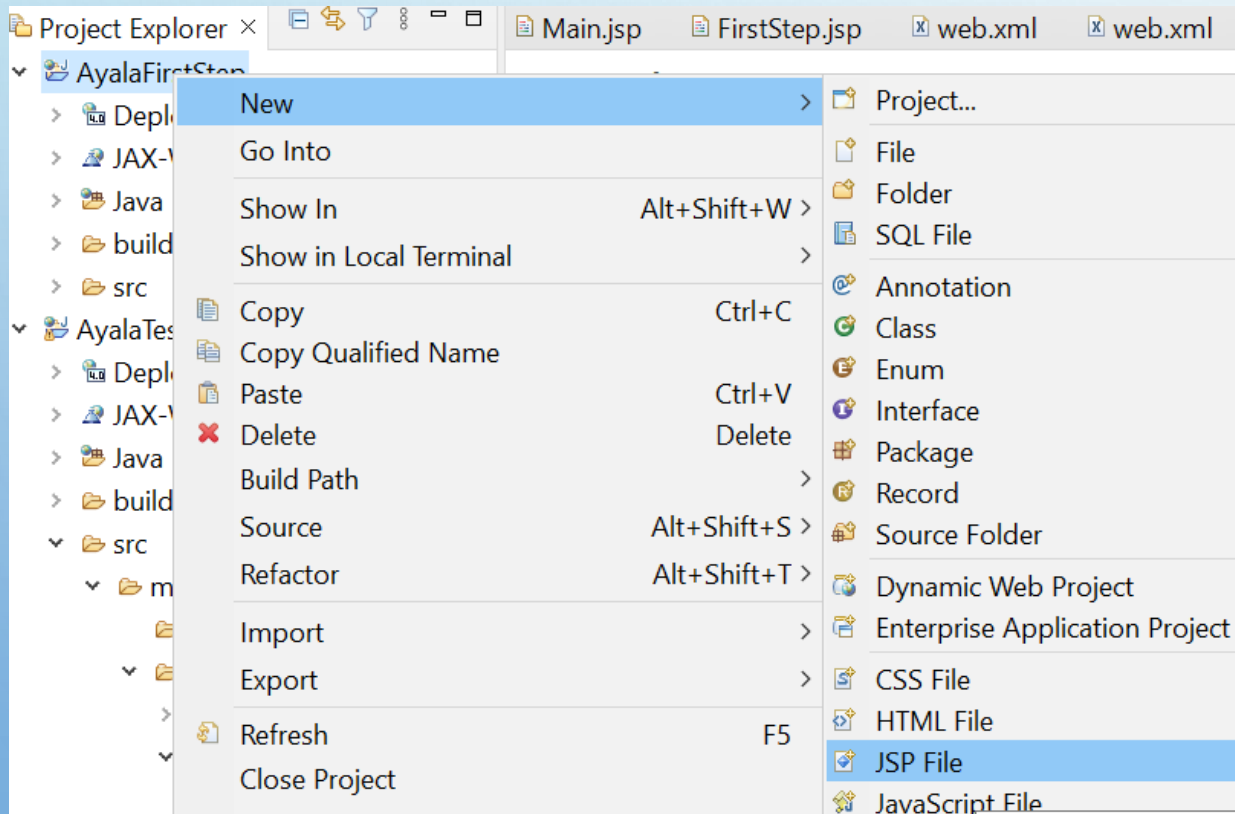 Project Explorer
Main.jsp
FirstStep.jsp
web.xml
web.xml
AyalaFirstStep
Depl
JAX-W
Java
build
src
AyalaTes
Depl
JAX-W
Java
build
src
m
New
Go Into
Show In Alt+Shift+W
Show in Local Terminal
Copy Ctrl+C
Copy Qualified Name
Paste Ctrl+V
Delete Delete
Build Path
Source Alt+Shift+S
Refactor Alt+Shift+T
Import
Export
Refresh F5
Close Project
Project...
File
Folder
SQL File
Annotation
Class
Enum
Interface
Package
Record
Source Folder
Dynamic Web Project
Enterprise Application Project
CSS File
HTML File
JSP File
JavaScript File